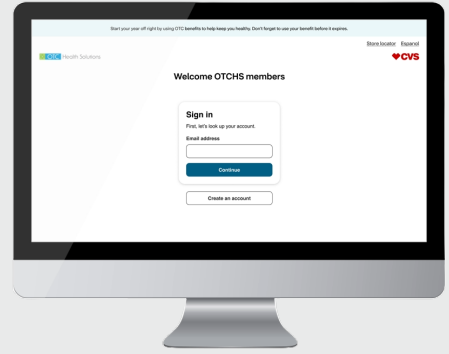 Start your year off right by using OTC benefits to help keep you healthy. Don't forget to use your benefit before it expires.
Store locator Espanol
OTC Health Solutions
CVS
Welcome OTCHS members
Sign in
First, let's look up your account.
Email address
Continue
Create an account